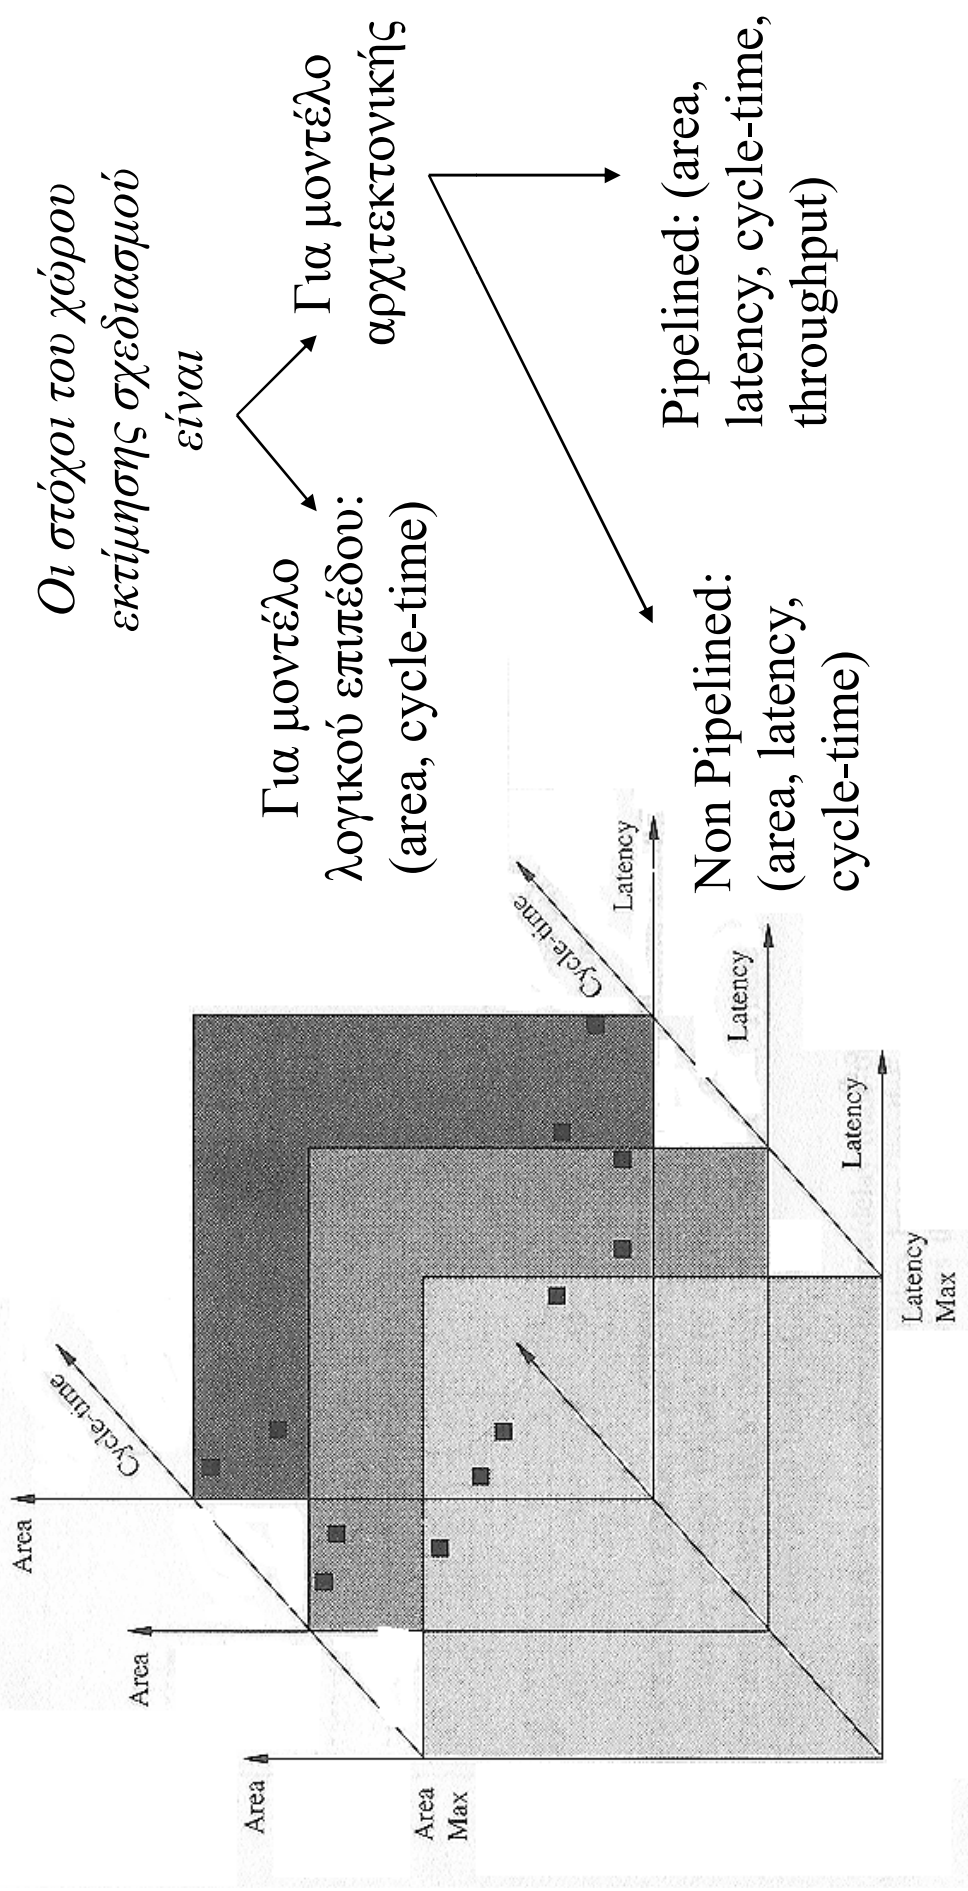 Οι στόχοι του χώρου
εκτίμησης σχεδιασμού
είναι
Για μοντέλο
λογικού επιπέδου:
(area, cycle-time)
Για μοντέλο
αρχιτεκτονικής
Non Pipelined:
(area, latency,
cycle-time)
Pipelined: (area,
latency, cycle-time,
throughput)
Area
Cycle-time
Area
Area
Area
Max
Cycle-time
Latency
Latency
Latency
Latency
Max